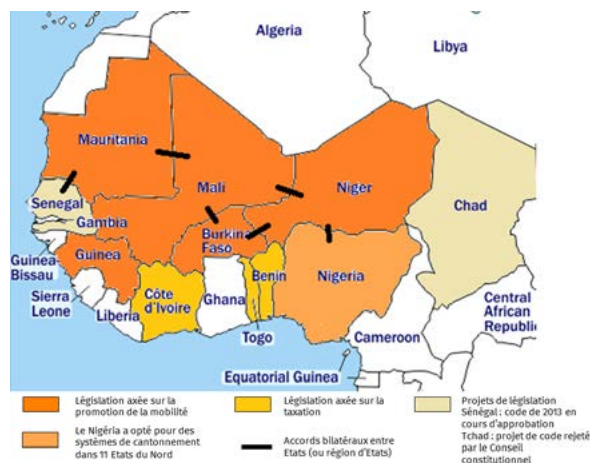 Algeria
Libya
Mauritania
Mali
Niger
Chad
Senegal
Gambia
Guinea
Bissau
Guinea
Burkina
Faso
Sierra
Leone
Liberia
Côte
d'Ivoire
Ghana
Togo
Benin
Nigeria
Cameroon
Central
African
Republi
Equatorial Guinea
Législation axée sur la
promotion de la mobilité
Législation axée sur la
taxation
Projets de législation
Sénégal : code de 2013 en
cours d'approbation
Tchad : projet de code rejeté
par le Conseil
constitutionnel
Le Nigéria a opté pour des
systèmes de cantonnement
dans 11 Etats du Nord
Accords bilatéraux entre
Etats (ou région d'Etats)